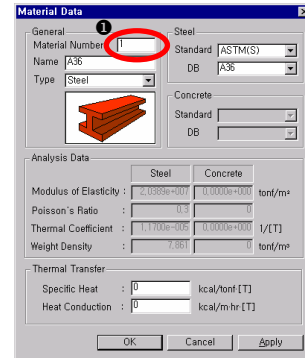 Material Data
General
❶
Material Number 1
Name A36
Type Steel
Steel
Standard ASTM(S)
DB A36
Concrete
Standard
DB
Analysis Data
Steel Concrete
Modulus of Elasticity : 2,0389e+007 0,0000e+000 tonf/m²
Poisson's Ratio : 0,3 0
Thermal Coefficient : 1,1700e-005 0,0000e+000 1/[T]
Weight Density : 7,861 0 tonf/m³
Thermal Transfer
Specific Heat : 0 kcal/tonf·[T]
Heat Conduction : 0 kcal/m·hr·[T]
OK Cancel Apply